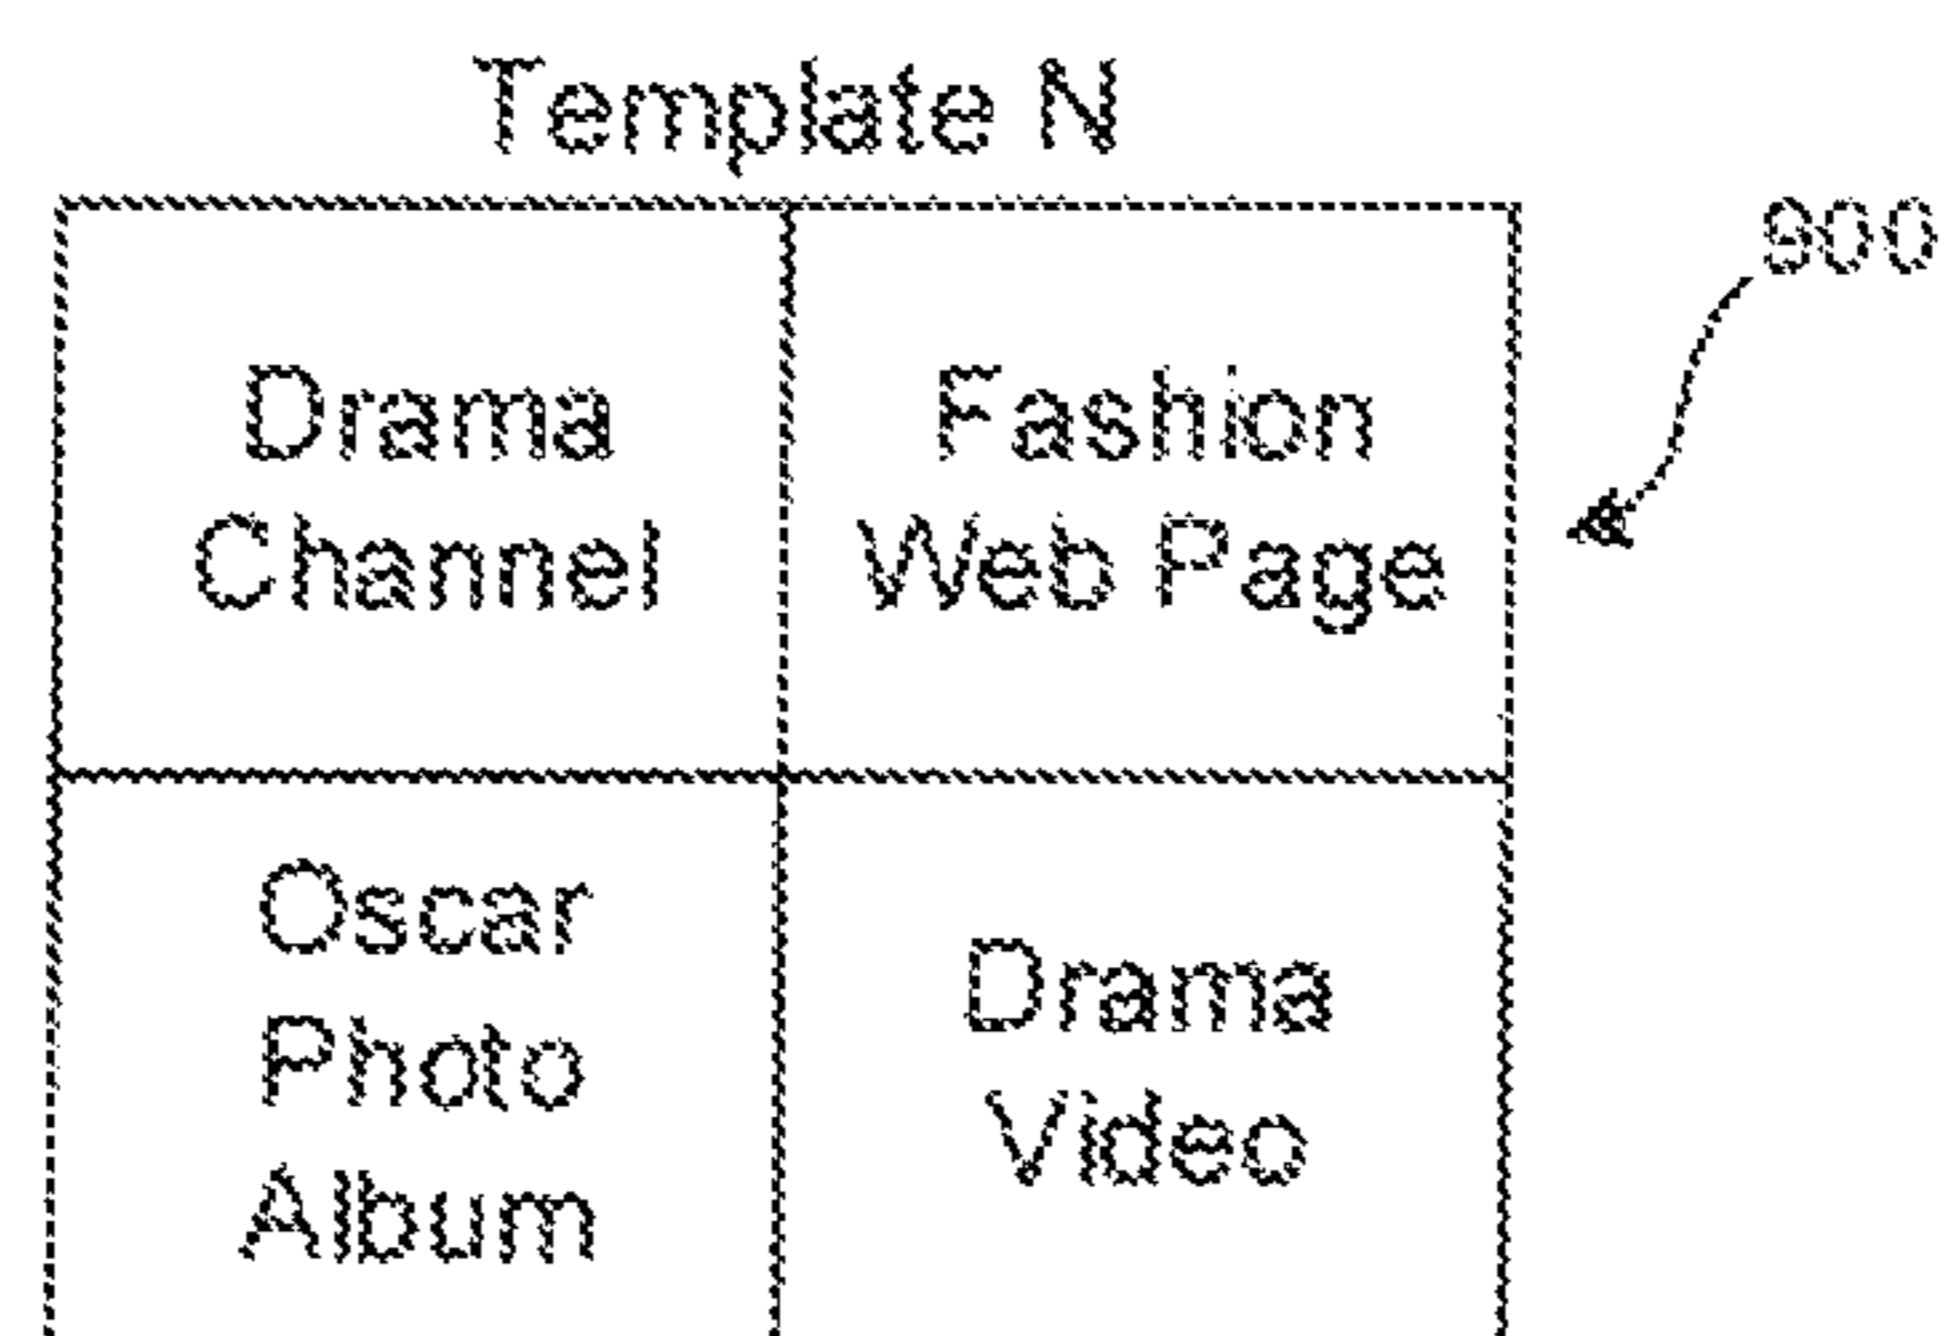 Template N
900
Drama
Channel
Fashion
Web Page
Oscar
Photo
Album
Drama
Video